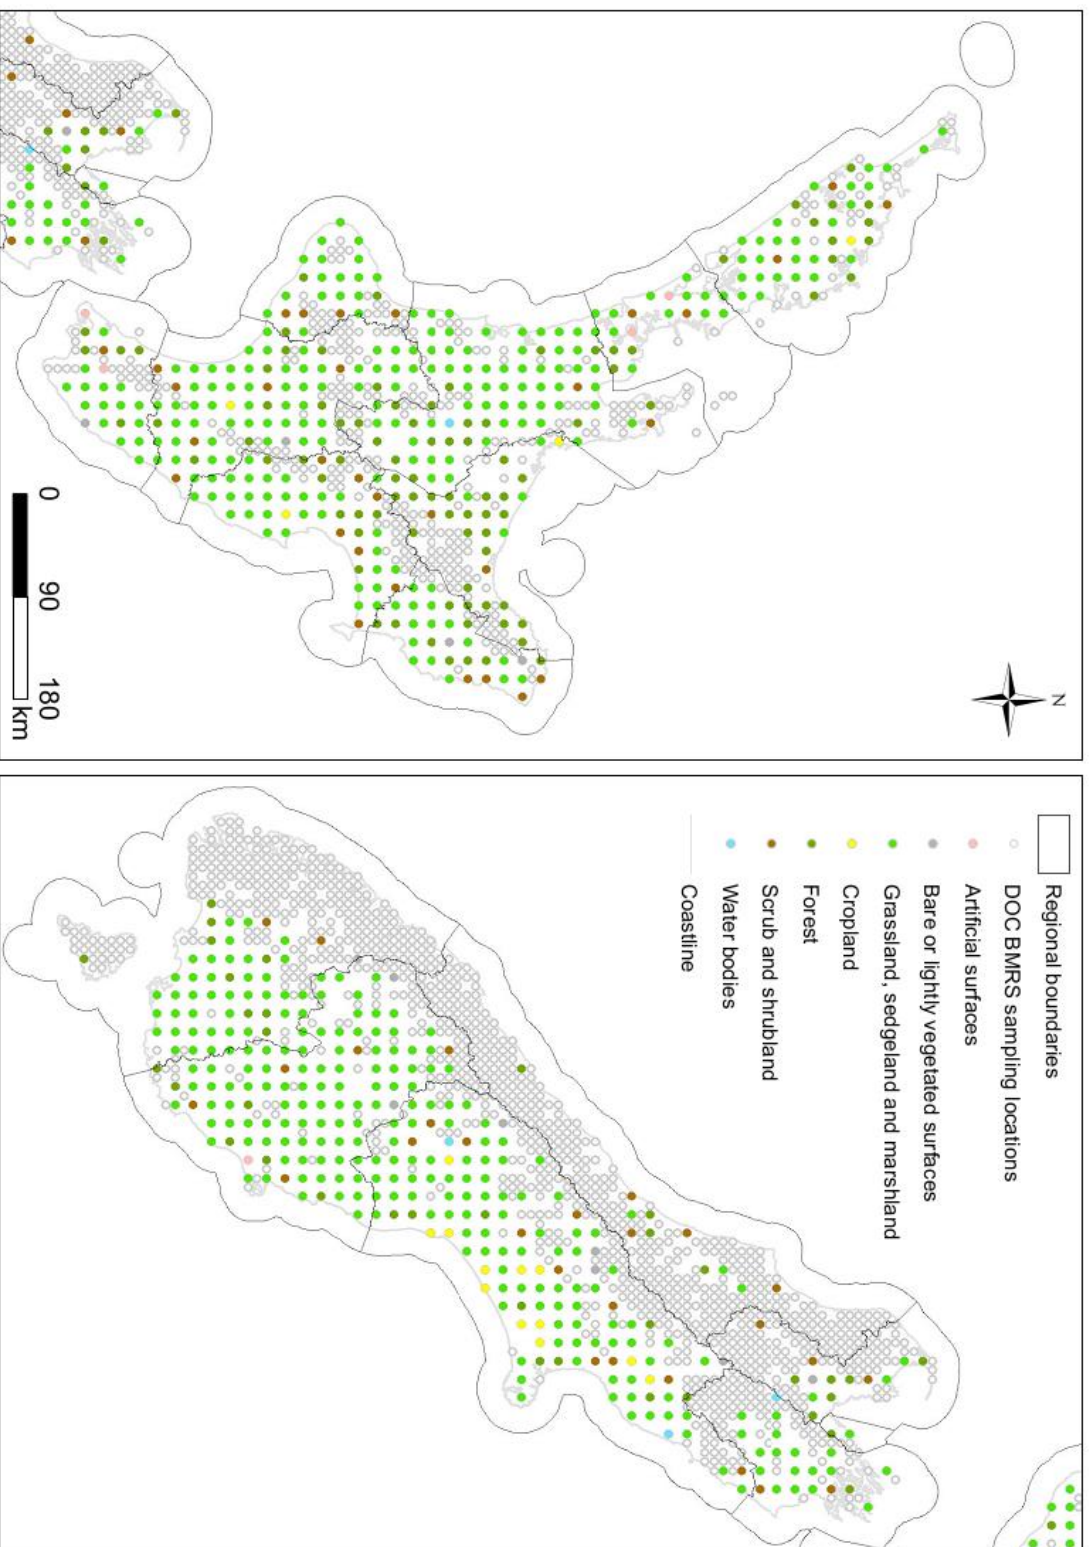 N
0 90 180
km
Regional boundaries
DOC BMRS sampling locations
Artificial surfaces
Bare or lightly vegetated surfaces
Grassland, sedgeland and marshland
Cropland
Forest
Scrub and shrubland
Water bodies
Coastline